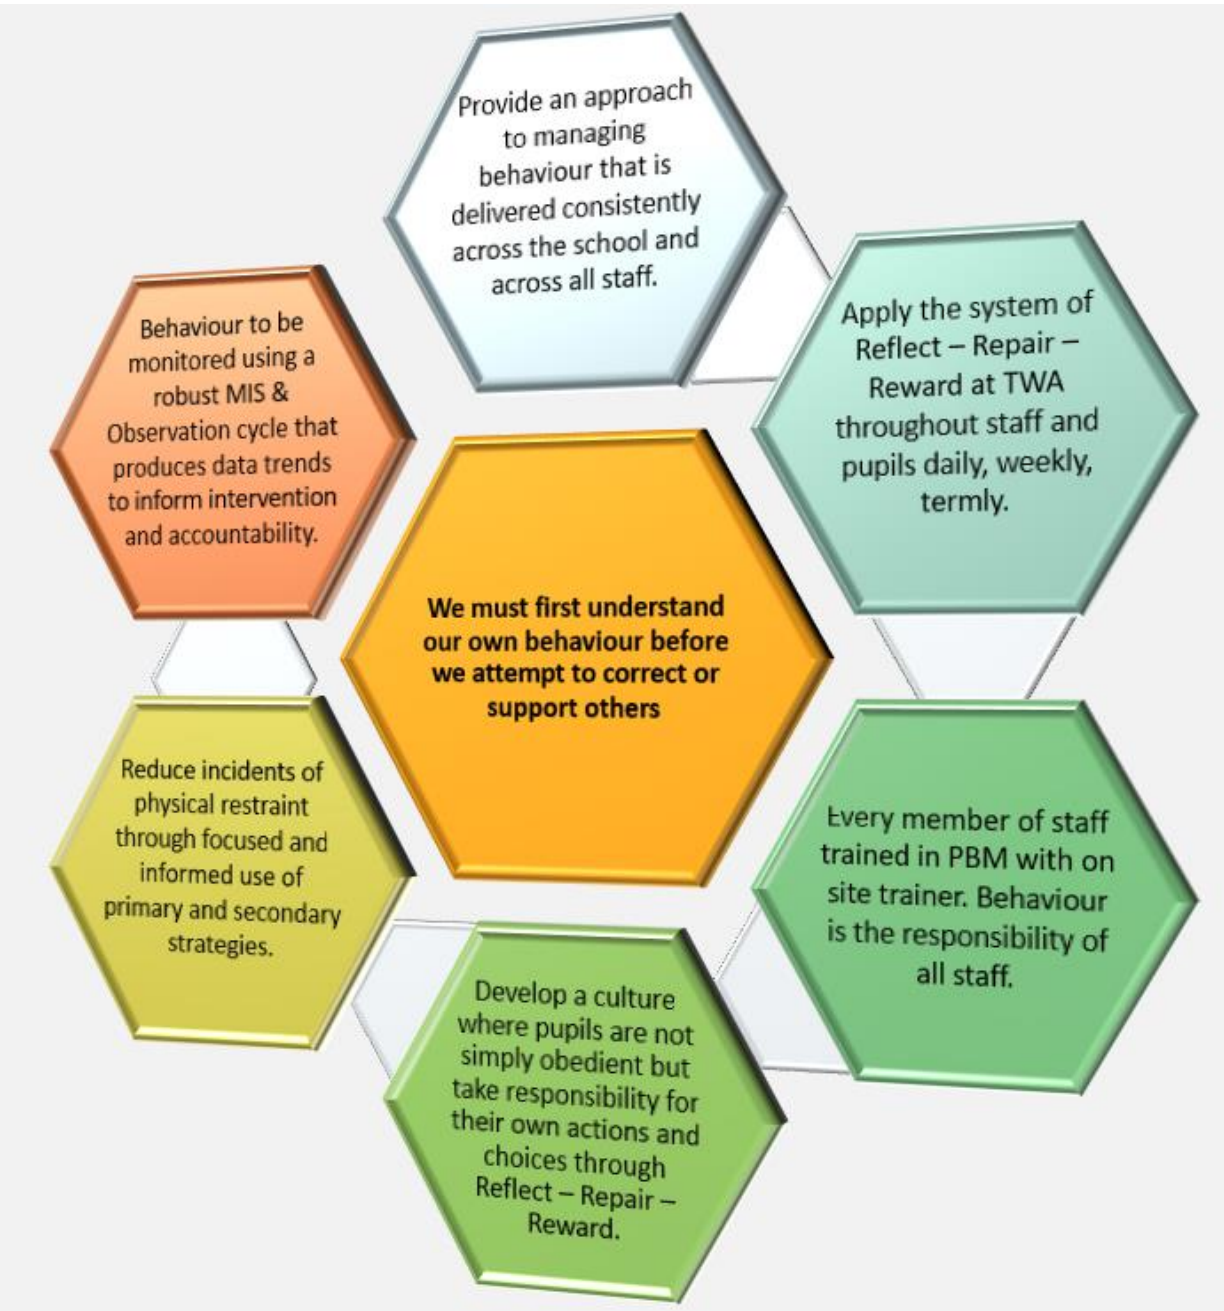 Provide an approach
to managing
behaviour that is
delivered consistently
across the school and
across all staff.
Apply the system of
Reflect – Repair –
Reward at TWA
throughout staff and
pupils daily, weekly,
termly.
Every member of staff
trained in PBM with on
site trainer. Behaviour
is the responsibility of
all staff.
Develop a culture
where pupils are not
simply obedient but
take responsibility for
their own actions and
choices through
Reflect – Repair –
Reward.
Reduce incidents of
physical restraint
through focused and
informed use of
primary and secondary
strategies.
Behaviour to be
monitored using a
robust MIS &
Observation cycle that
produces data trends
to inform intervention
and accountability.
We must first understand
our own behaviour before
we attempt to correct or
support others